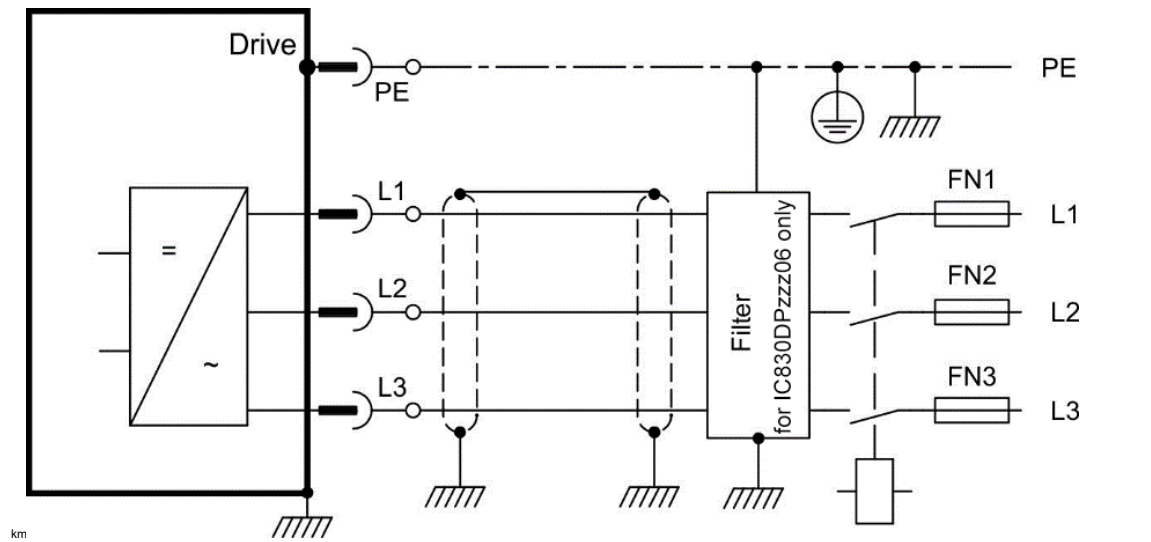 Drive
PE
PE
L1
FN1
L1
=
L2
FN2
L2
Filter
for IC830DPzzz06 only
~
L3
FN3
L3
km